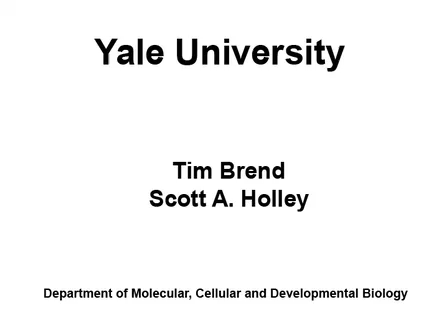 Yale University
Tim Brend
Scott A. Holley
Department of Molecular, Cellular and Developmental Biology